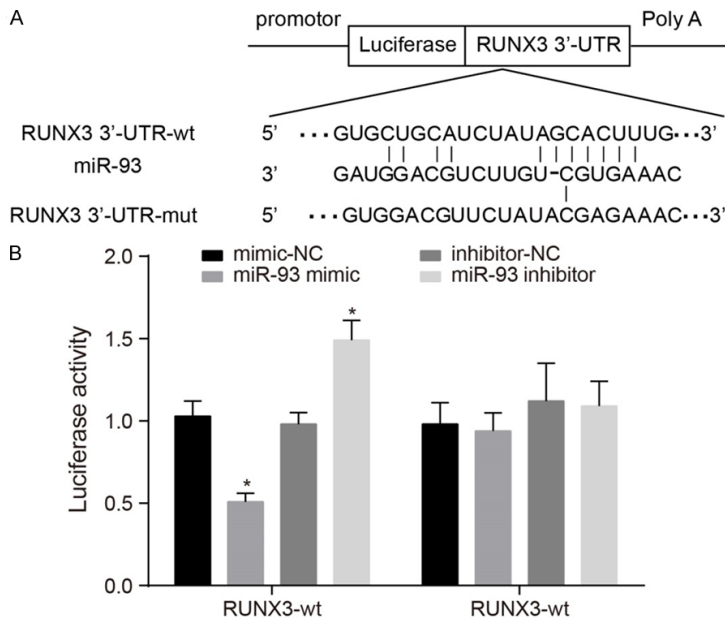 A
promotor
Poly A
Luciferase
RUNX3 3'-UTR
RUNX3 3'-UTR-wt 5' ···GUGCUGCAUCUAUAGCACUUUG···3'
miR-93 3' GAUGGACGUCUUGU-CGUGAAAC
RUNX3 3'-UTR-mut 5' ···GUGGACGUUCUAUACGAGAAAC···3'
B
mimic-NC
miR-93 mimic
inhibitor-NC
miR-93 inhibitor
Luciferase activity
2.0
1.5
1.0
0.5
0.0
*
*
RUNX3-wt
RUNX3-wt